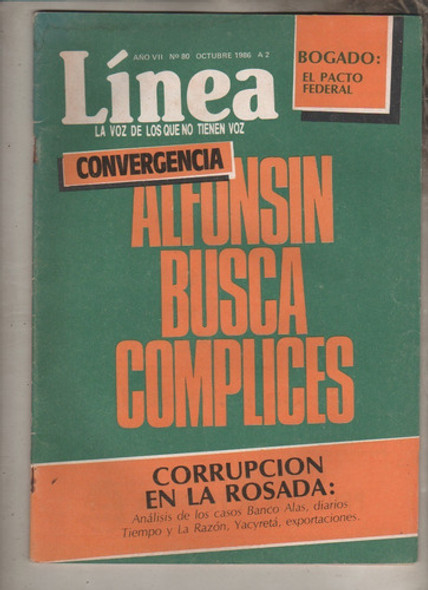 AÑO VII Nº 80 OCTUBRE 1986 A 2
Línea
LA VOZ DE LOS QUE NO TIENEN VOZ
BOGADO:
EL PACTO
FEDERAL
CONVERGENCIA
ALFONSIN
BUSCA
COMPLICES
CORRUPCION
EN LA ROSADA:
Análisis de los casos Banco Alas, diarios
Tiempo y La Razón, Yacyretá, exportaciones.